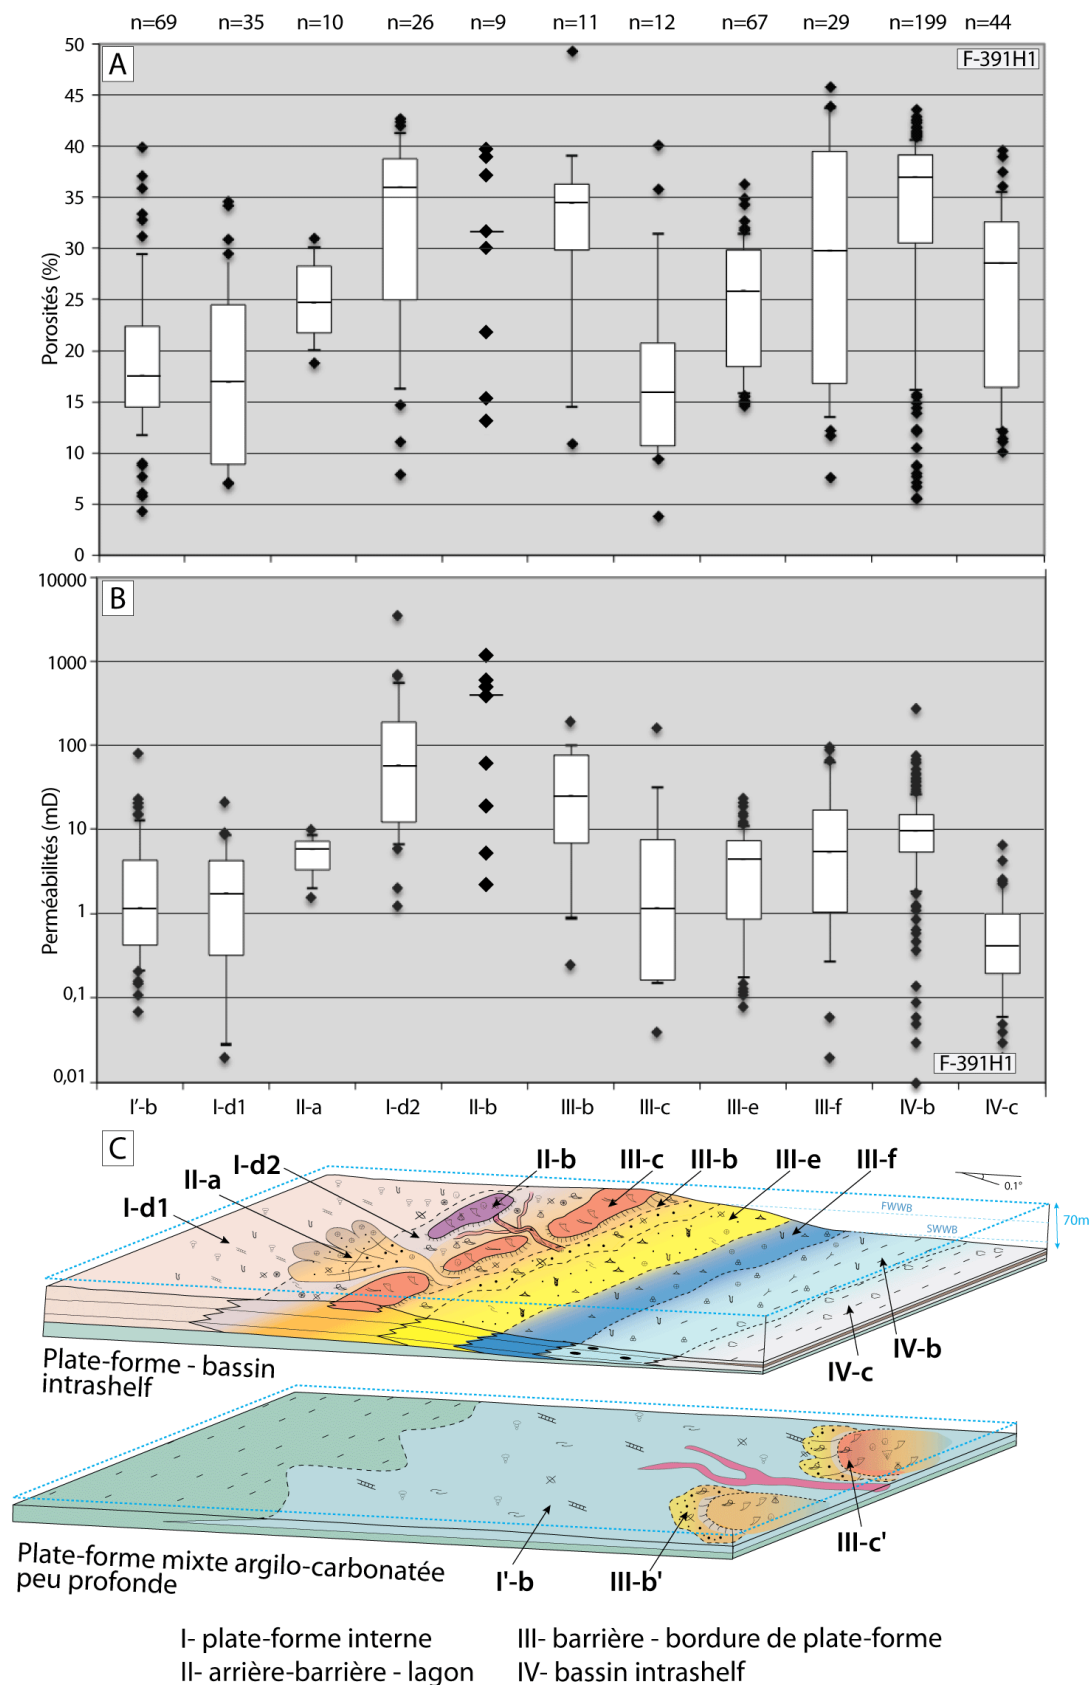 n=69 n=35 n=10 n=26 n=9 n=11 n=12 n=67 n=29 n=199 n=44
A
F-391H1
50
45
40
35
30
25
20
15
10
5
0
Porosités (%)
B
10000
1000
100
10
1
0,1
0,01
Perméabilités (mD)
F-391H1
I'-b I-d1 II-a I-d2 II-b III-b III-c III-e III-f IV-b IV-c
C
I-d1
II-a
I-d2
II-b
III-c
III-b
III-e
III-f
0.1°
FWWB
SWWB
70m
IV-b
IV-c
Plate-forme - bassin
intrashelf
I'-b
III-b'
III-c'
Plate-forme mixte argilo-carbonatée
peu profonde
I- plate-forme interne
II- arrière-barrière - lagon
III- barrière - bordure de plate-forme
IV- bassin intrashelf